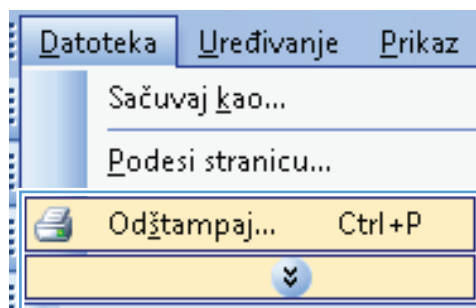 Datoteka Uređivanje Prikaz
Sačuvaj kao...
Podesi stranicu...
Odštampaj... Ctrl+P